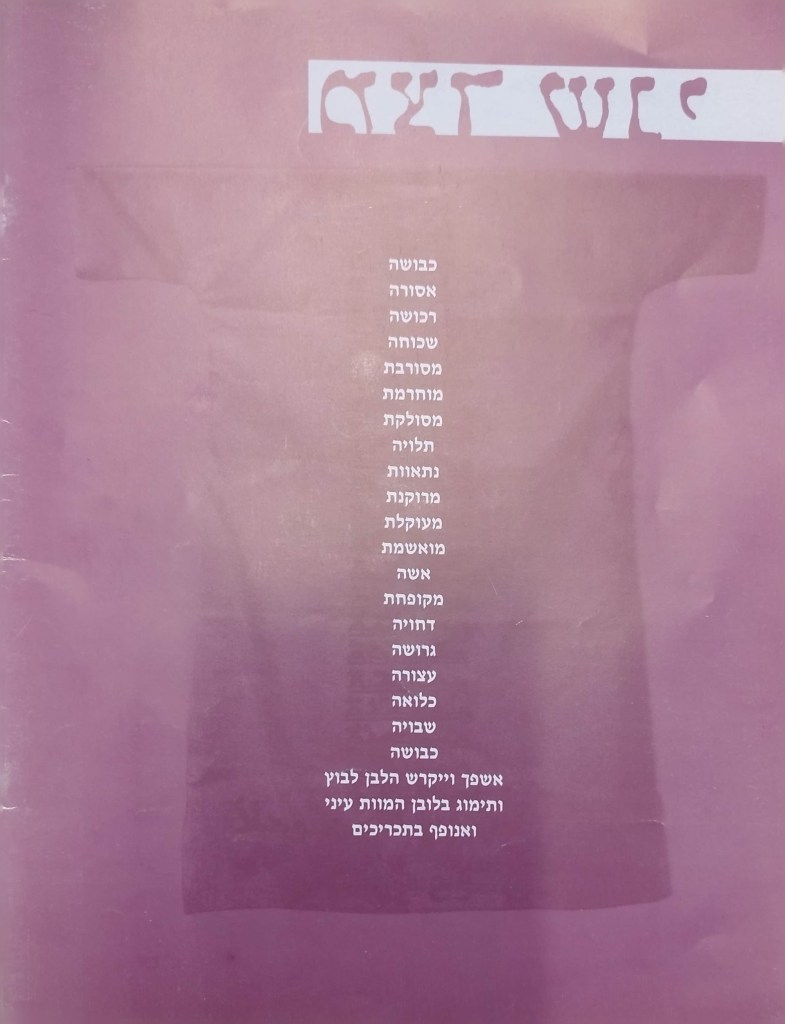 כבושה
אסורה
רכושה
שכוחה
מסורבת
מוחרמת
מסולקת
תלויה
נתאוות
מרוקנת
מעוקלת
מואשמת
אשה
מקופחת
דחויה
גרושה
עצורה
כלואה
שבויה
כבושה
אשפך וייקרש הלבן לבוץ
ותימוג בלובן המוות עיני
ואנופף בתכריכים